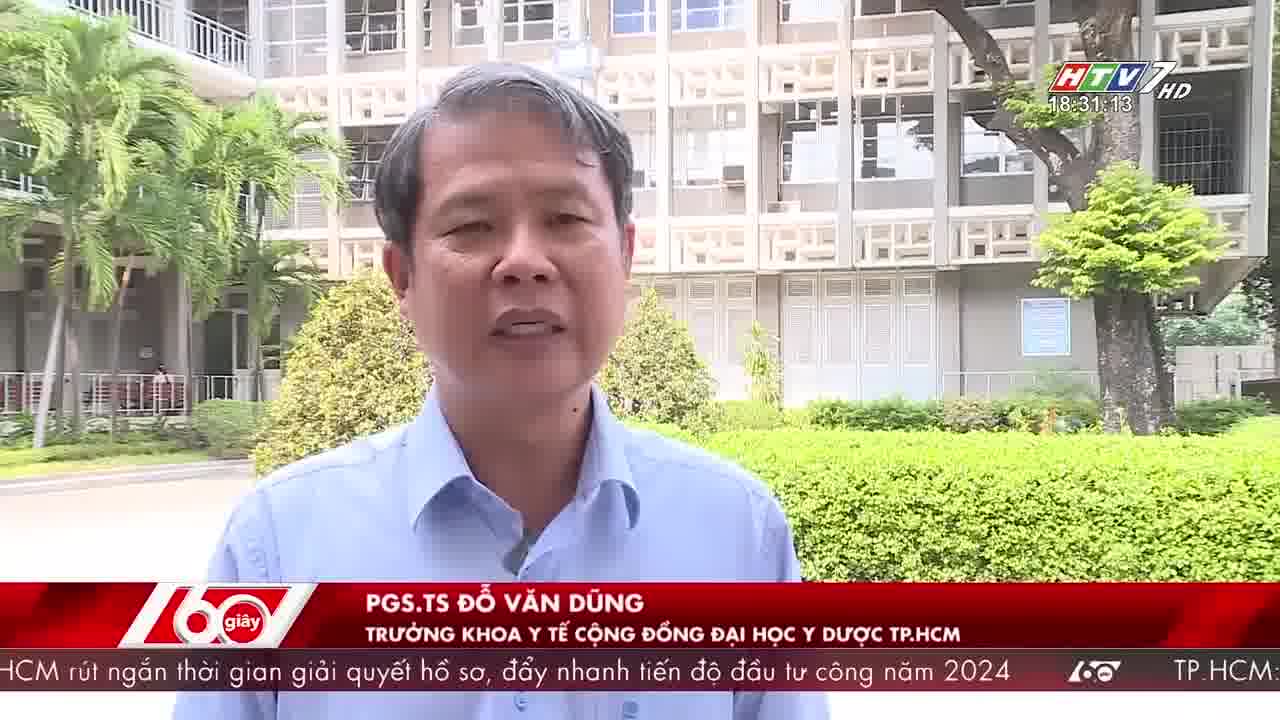 HTV7 HD
18:31:13
60 giây
PGS.TS ĐỖ VĂN DŨNG
TRƯỞNG KHOA Y TẾ CỘNG ĐỒNG ĐẠI HỌC Y DƯỢC TP.HCM
HCM rút ngắn thời gian giải quyết hồ sơ, đẩy nhanh tiến độ đầu tư công năm 2024 60 TP.HCM: